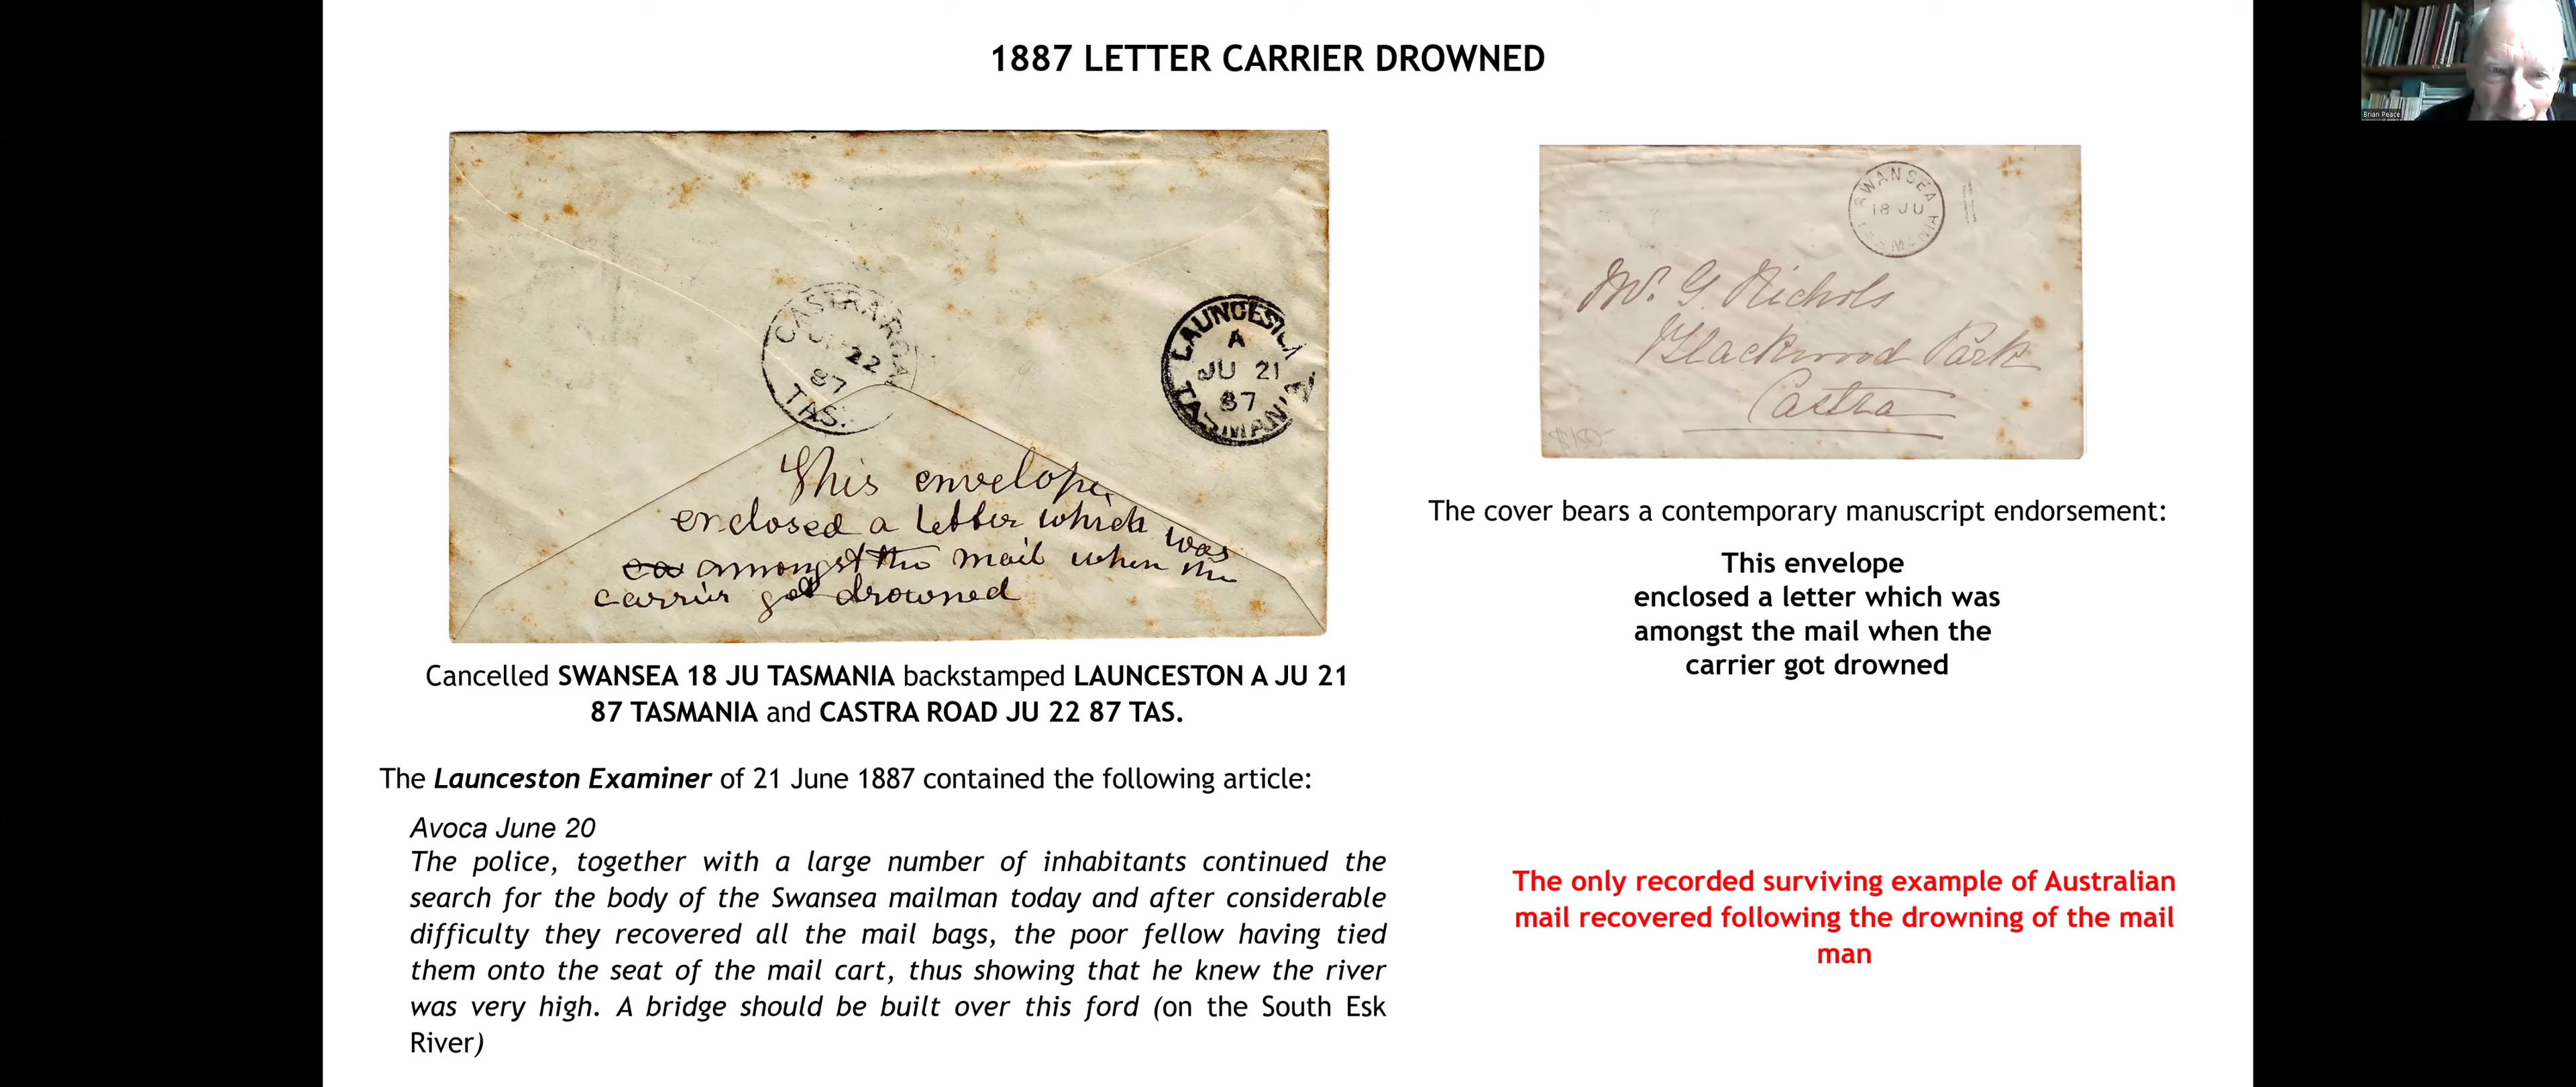 1887 LETTER CARRIER DROWNED
Brian Peace
CASTRA ROA
22
87
TAS.
LAUNCEST
A
JU 21
87
TASMANIA
This envelope
enclosed a letter which was
amongst the mail when the
carrier got drowned
SWANSEA
18 JU
Mr. G. Nichols
Blackwood Park
Castra
The cover bears a contemporary manuscript endorsement:
This envelope
enclosed a letter which was
amongst the mail when the
carrier got drowned
Cancelled SWANSEA 18 JU TASMANIA backstamped LAUNCESTON A JU 21
87 TASMANIA and CASTRA ROAD JU 22 87 TAS.
The Launceston Examiner of 21 June 1887 contained the following article:
Avoca June 20
The police, together with a large number of inhabitants continued the
search for the body of the Swansea mailman today and after considerable
difficulty they recovered all the mail bags, the poor fellow having tied
them onto the seat of the mail cart, thus showing that he knew the river
was very high. A bridge should be built over this ford (on the South Esk
River)
The only recorded surviving example of Australian
mail recovered following the drowning of the mail
man